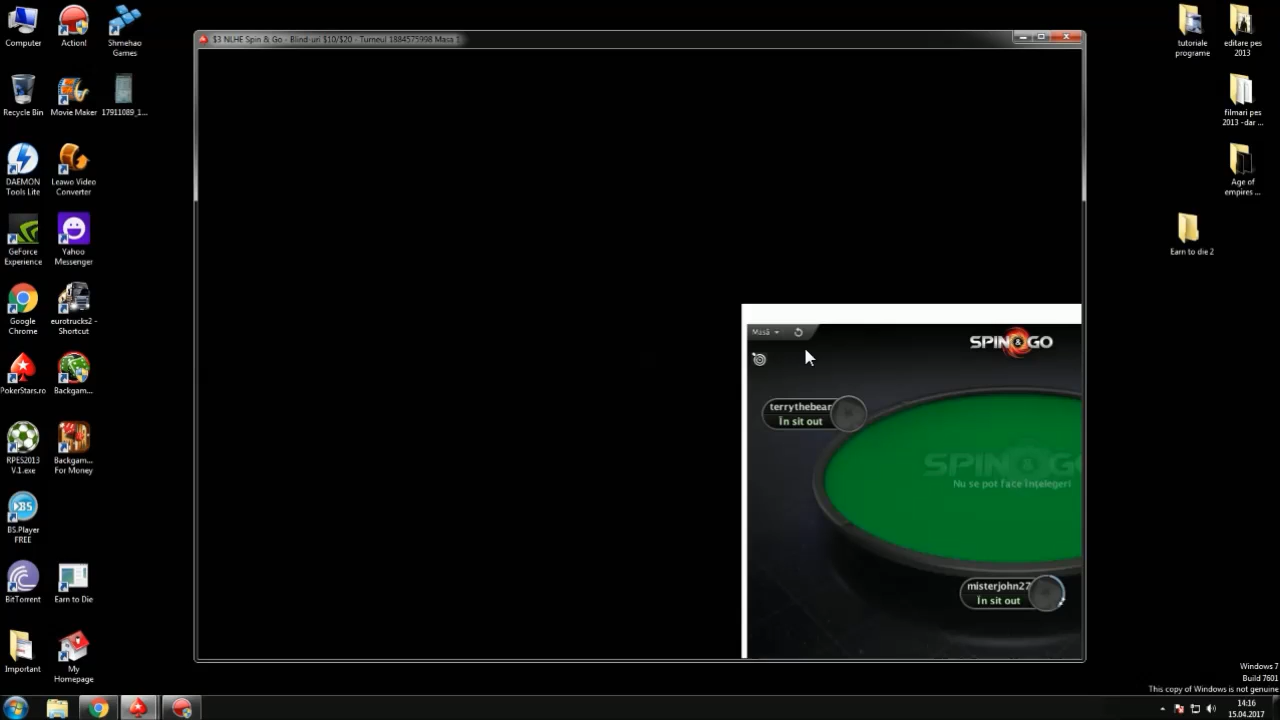 $3 NLHE Spin & Go - Blind-uri $10/$20 - Turneul 1884575998 Masa 1
Computer
Action!
Shmehao
Games
Recycle Bin
Movie Maker
17911089_1...
DAEMON
Tools Lite
Leawo Video
Converter
GeForce
Experience
Yahoo
Messenger
Google
Chrome
eurotrucks2 -
Shortcut
PokerStars.ro
Backgam...
RPES2013
V.1.exe
Backgam...
For Money
BS.Player
FREE
BitTorrent
Earn to Die
Important
My
Homepage
tutoriale
programe
editare pes
2013
filmari pes
2013 -dar ...
Age of
empires ...
Earn to die 2
Masă
SPIN & GO
terrythebear
În sit out
SPIN & GO
Nu se pot face înțelegeri
misterjohn27
În sit out
Windows 7
Build 7601
This copy of Windows is not genuine
14:16
15.04.2017